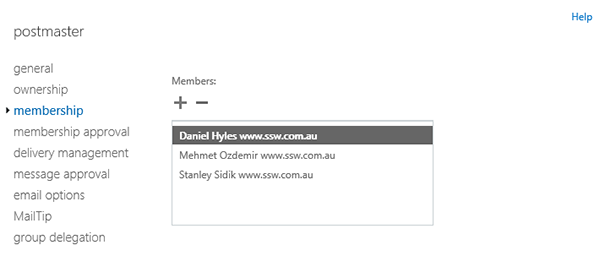 Help
postmaster
general
ownership
membership
membership approval
delivery management
message approval
email options
MailTip
group delegation
Members:
Daniel Hyles www.ssw.com.au
Mehmet Ozdemir www.ssw.com.au
Stanley Sidik www.ssw.com.au